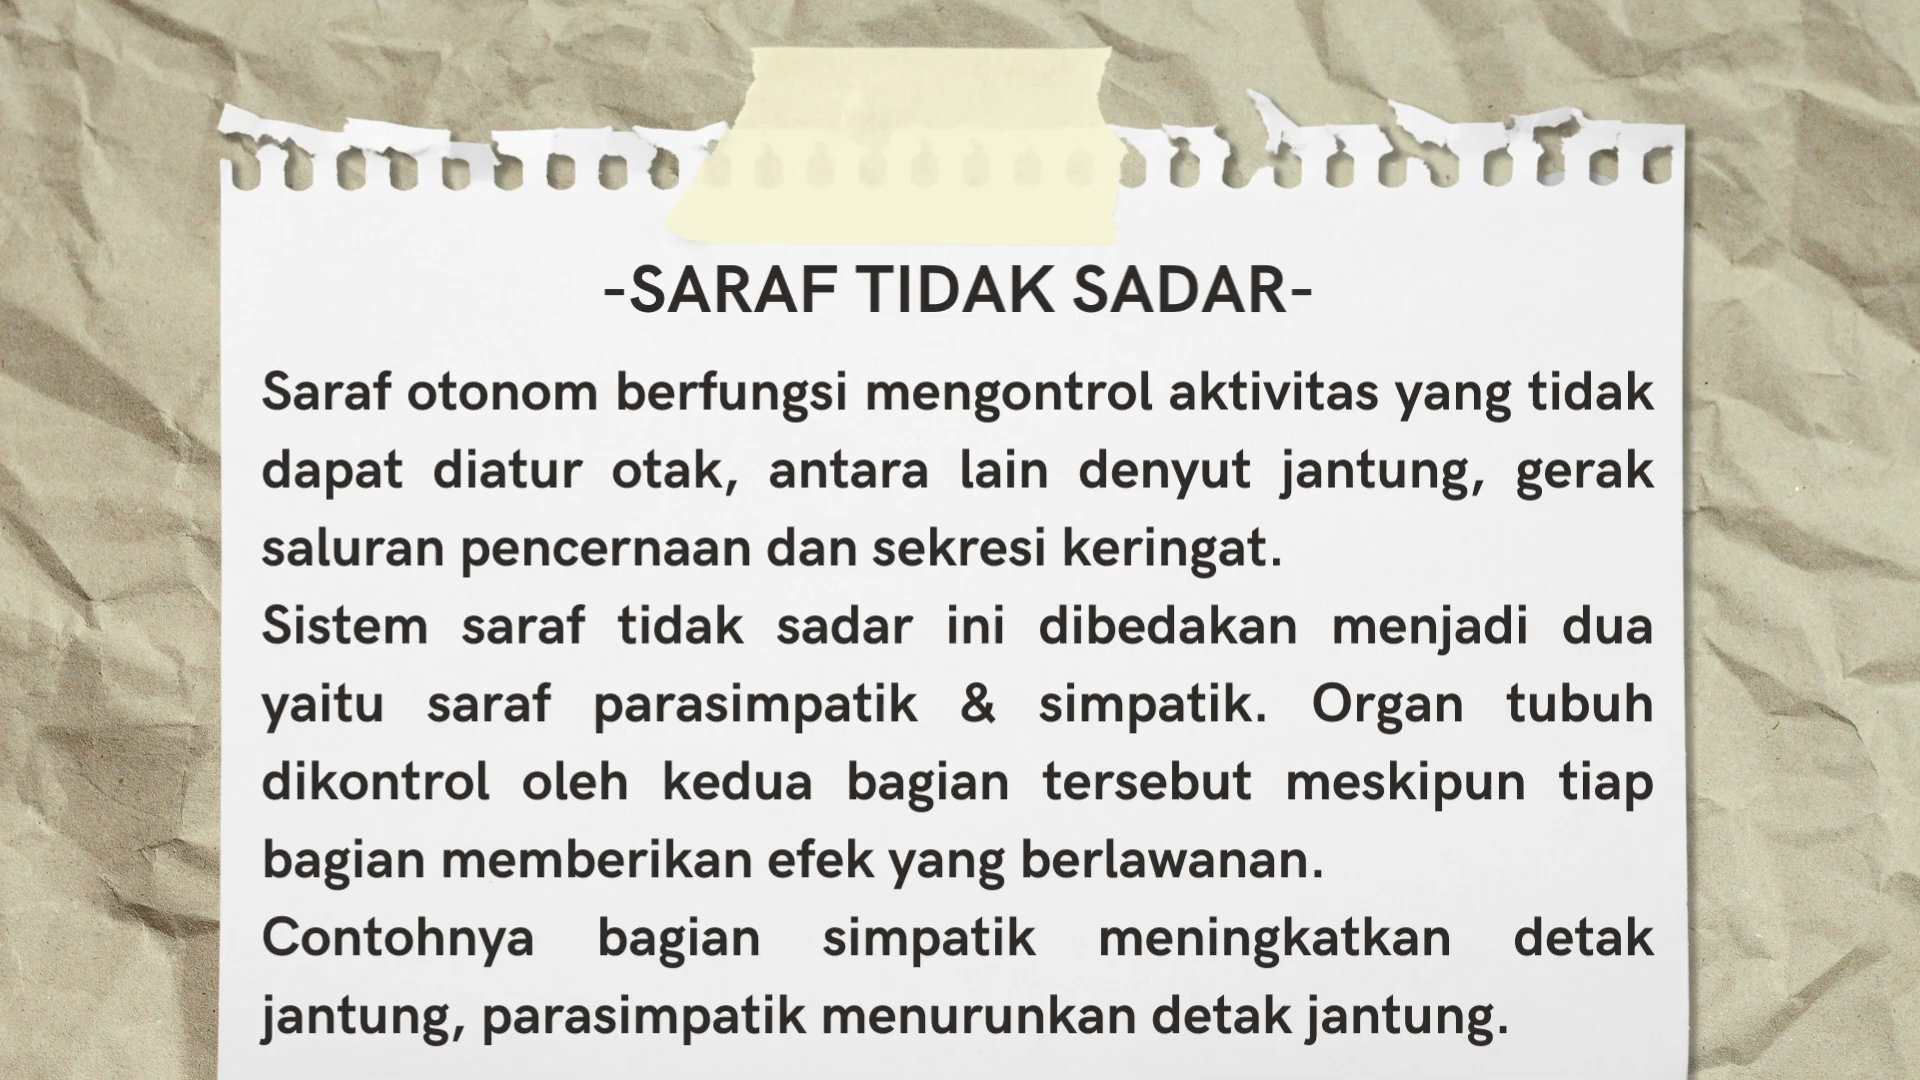 -SARAF TIDAK SADAR-
Saraf otonom berfungsi mengontrol aktivitas yang tidak
dapat diatur otak, antara lain denyut jantung, gerak
saluran pencernaan dan sekresi keringat.
Sistem saraf tidak sadar ini dibedakan menjadi dua
yaitu saraf parasimpatik & simpatik. Organ tubuh
dikontrol oleh kedua bagian tersebut meskipun tiap
bagian memberikan efek yang berlawanan.
Contohnya bagian simpatik meningkatkan detak
jantung, parasimpatik menurunkan detak jantung.